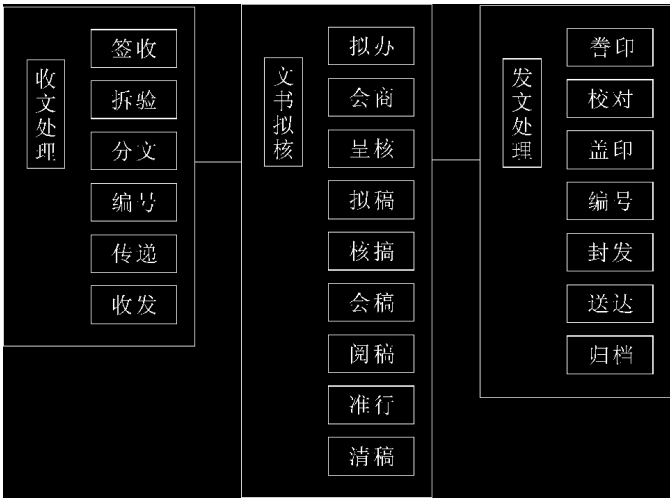 收文处理
签收
拆验
分文
编号
传递
收发
文书拟核
拟办
会商
呈核
拟稿
核搞
会稿
阅稿
准行
清稿
发文处理
誊印
校对
盖印
编号
封发
送达
归档